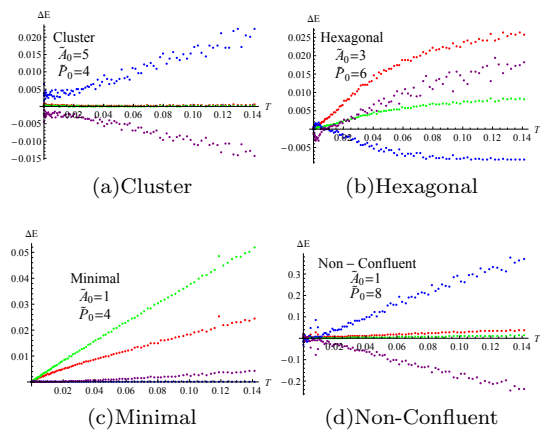 ΔE
0.020
0.015
0.010
0.005
-0.005
-0.010
-0.015
Cluster
Ã₀=5
P̃₀=4
0.02 0.04 0.06 0.08 0.10 0.12 0.14 T
(a)Cluster
ΔE
0.025
0.020
0.015
0.010
0.005
-0.005
Hexagonal
Ã₀=3
P̃₀=6
0.02 0.04 0.06 0.08 0.10 0.12 0.14 T
(b)Hexagonal
ΔE
0.05
0.04
0.03
0.02
0.01
Minimal
Ã₀=1
P̃₀=4
0.02 0.04 0.06 0.08 0.10 0.12 0.14 T
(c)Minimal
ΔE
0.3
0.2
0.1
-0.1
-0.2
Non – Confluent
Ã₀=1
P̃₀=8
0.02 0.04 0.06 0.08 0.10 0.12 0.14 T
(d)Non-Confluent